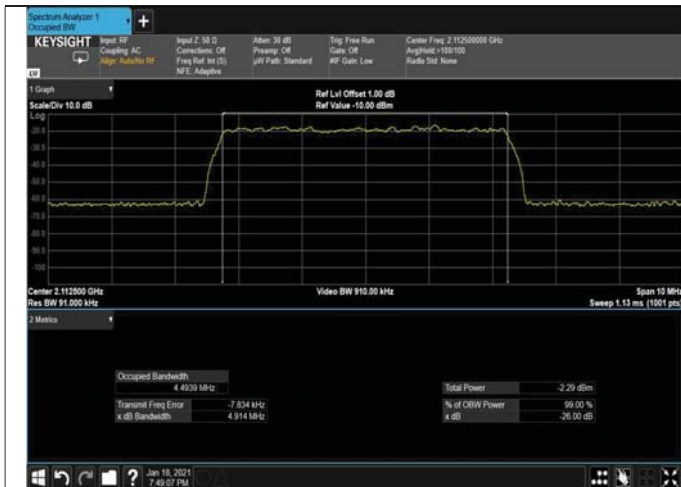 Spectrum Analyzer 1
Occupied BW
+
KEYSIGHT
Input: RF
Coupling: AC
Align: Auto/No RF
Input Z: 50 Ω
Corrections: Off
Freq Ref: Int (S)
NFE: Adaptive
Atten: 30 dB
Preamp: Off
µW Path: Standard
Trig: Free Run
Gate: Off
#IF Gain: Low
Center Freq: 2.112500000 GHz
Avg|Hold:>100/100
Radio Std: None
LXI
1 Graph
Scale/Div 10.0 dB
Ref Lvl Offset 1.00 dB
Ref Value -10.00 dBm
Log
-20.0
-30.0
-40.0
-50.0
-60.0
-70.0
-80.0
-90.0
-100
Center 2.112500 GHz
Res BW 91.000 kHz
Video BW 910.00 kHz
Span 10 MHz
Sweep 1.13 ms (1001 pts)
2 Metrics
Occupied Bandwidth
4.4939 MHz
Transmit Freq Error -7.834 kHz
x dB Bandwidth 4.914 MHz
Total Power -2.29 dBm
% of OBW Power 99.00 %
x dB -26.00 dB
?
Jan 18, 2021
7:49:07 PM